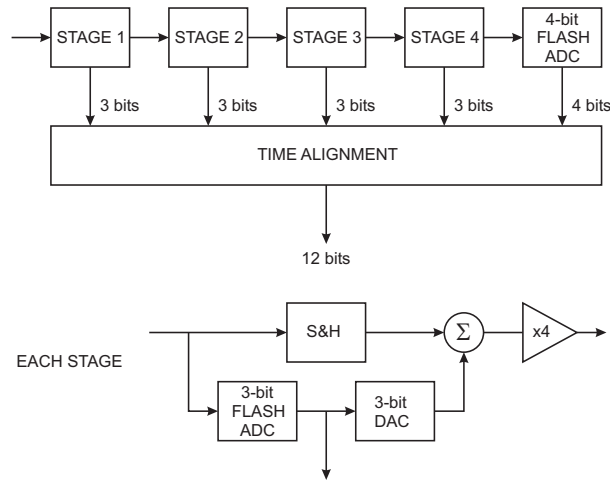 STAGE 1
STAGE 2
STAGE 3
STAGE 4
4-bit
FLASH
ADC
3 bits
3 bits
3 bits
3 bits
4 bits
TIME ALIGNMENT
12 bits
EACH STAGE
S&H
Σ
x4
3-bit
FLASH
ADC
3-bit
DAC